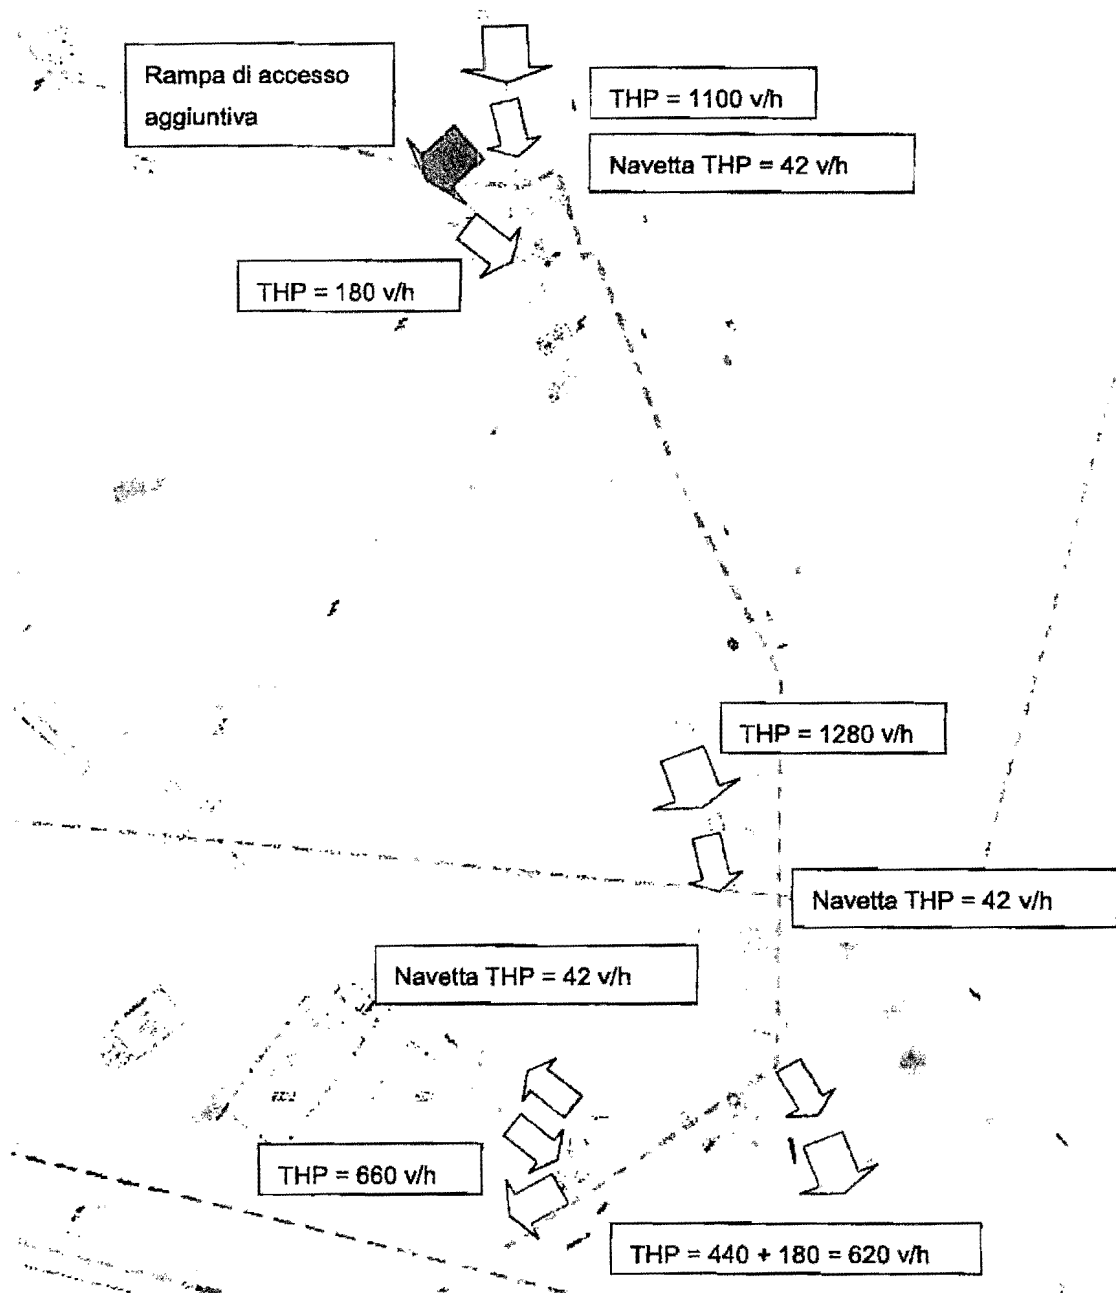 Rampa di accesso
aggiuntiva
THP = 1100 v/h
Navetta THP = 42 v/h
THP = 180 v/h
THP = 1280 v/h
Navetta THP = 42 v/h
Navetta THP = 42 v/h
THP = 660 v/h
THP = 440 + 180 = 620 v/h